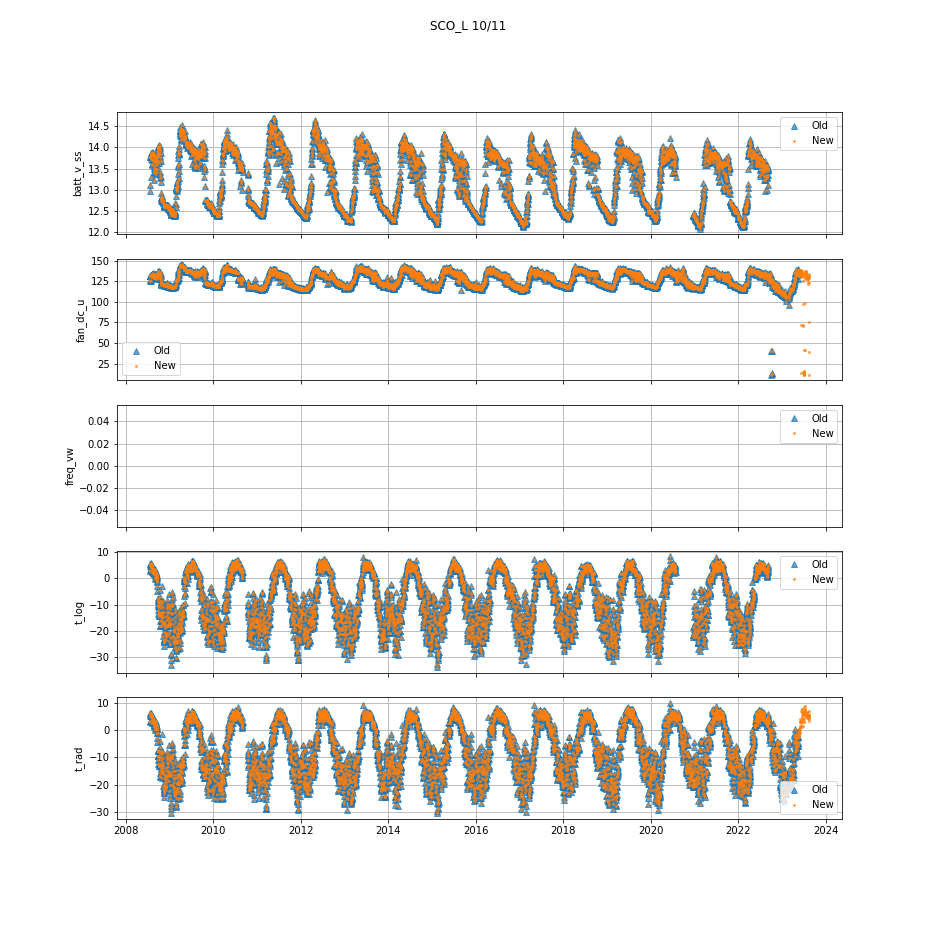 SCO_L 10/11
14.5
14.0
13.5
13.0
12.5
12.0
batt_v_ss
Old
New
150
125
100
75
50
25
fan_dc_u
Old
New
0.04
0.02
0.00
−0.02
−0.04
freq_vw
Old
New
10
0
−10
−20
−30
t_log
Old
New
10
0
−10
−20
−30
t_rad
Old
New
2008 2010 2012 2014 2016 2018 2020 2022 2024